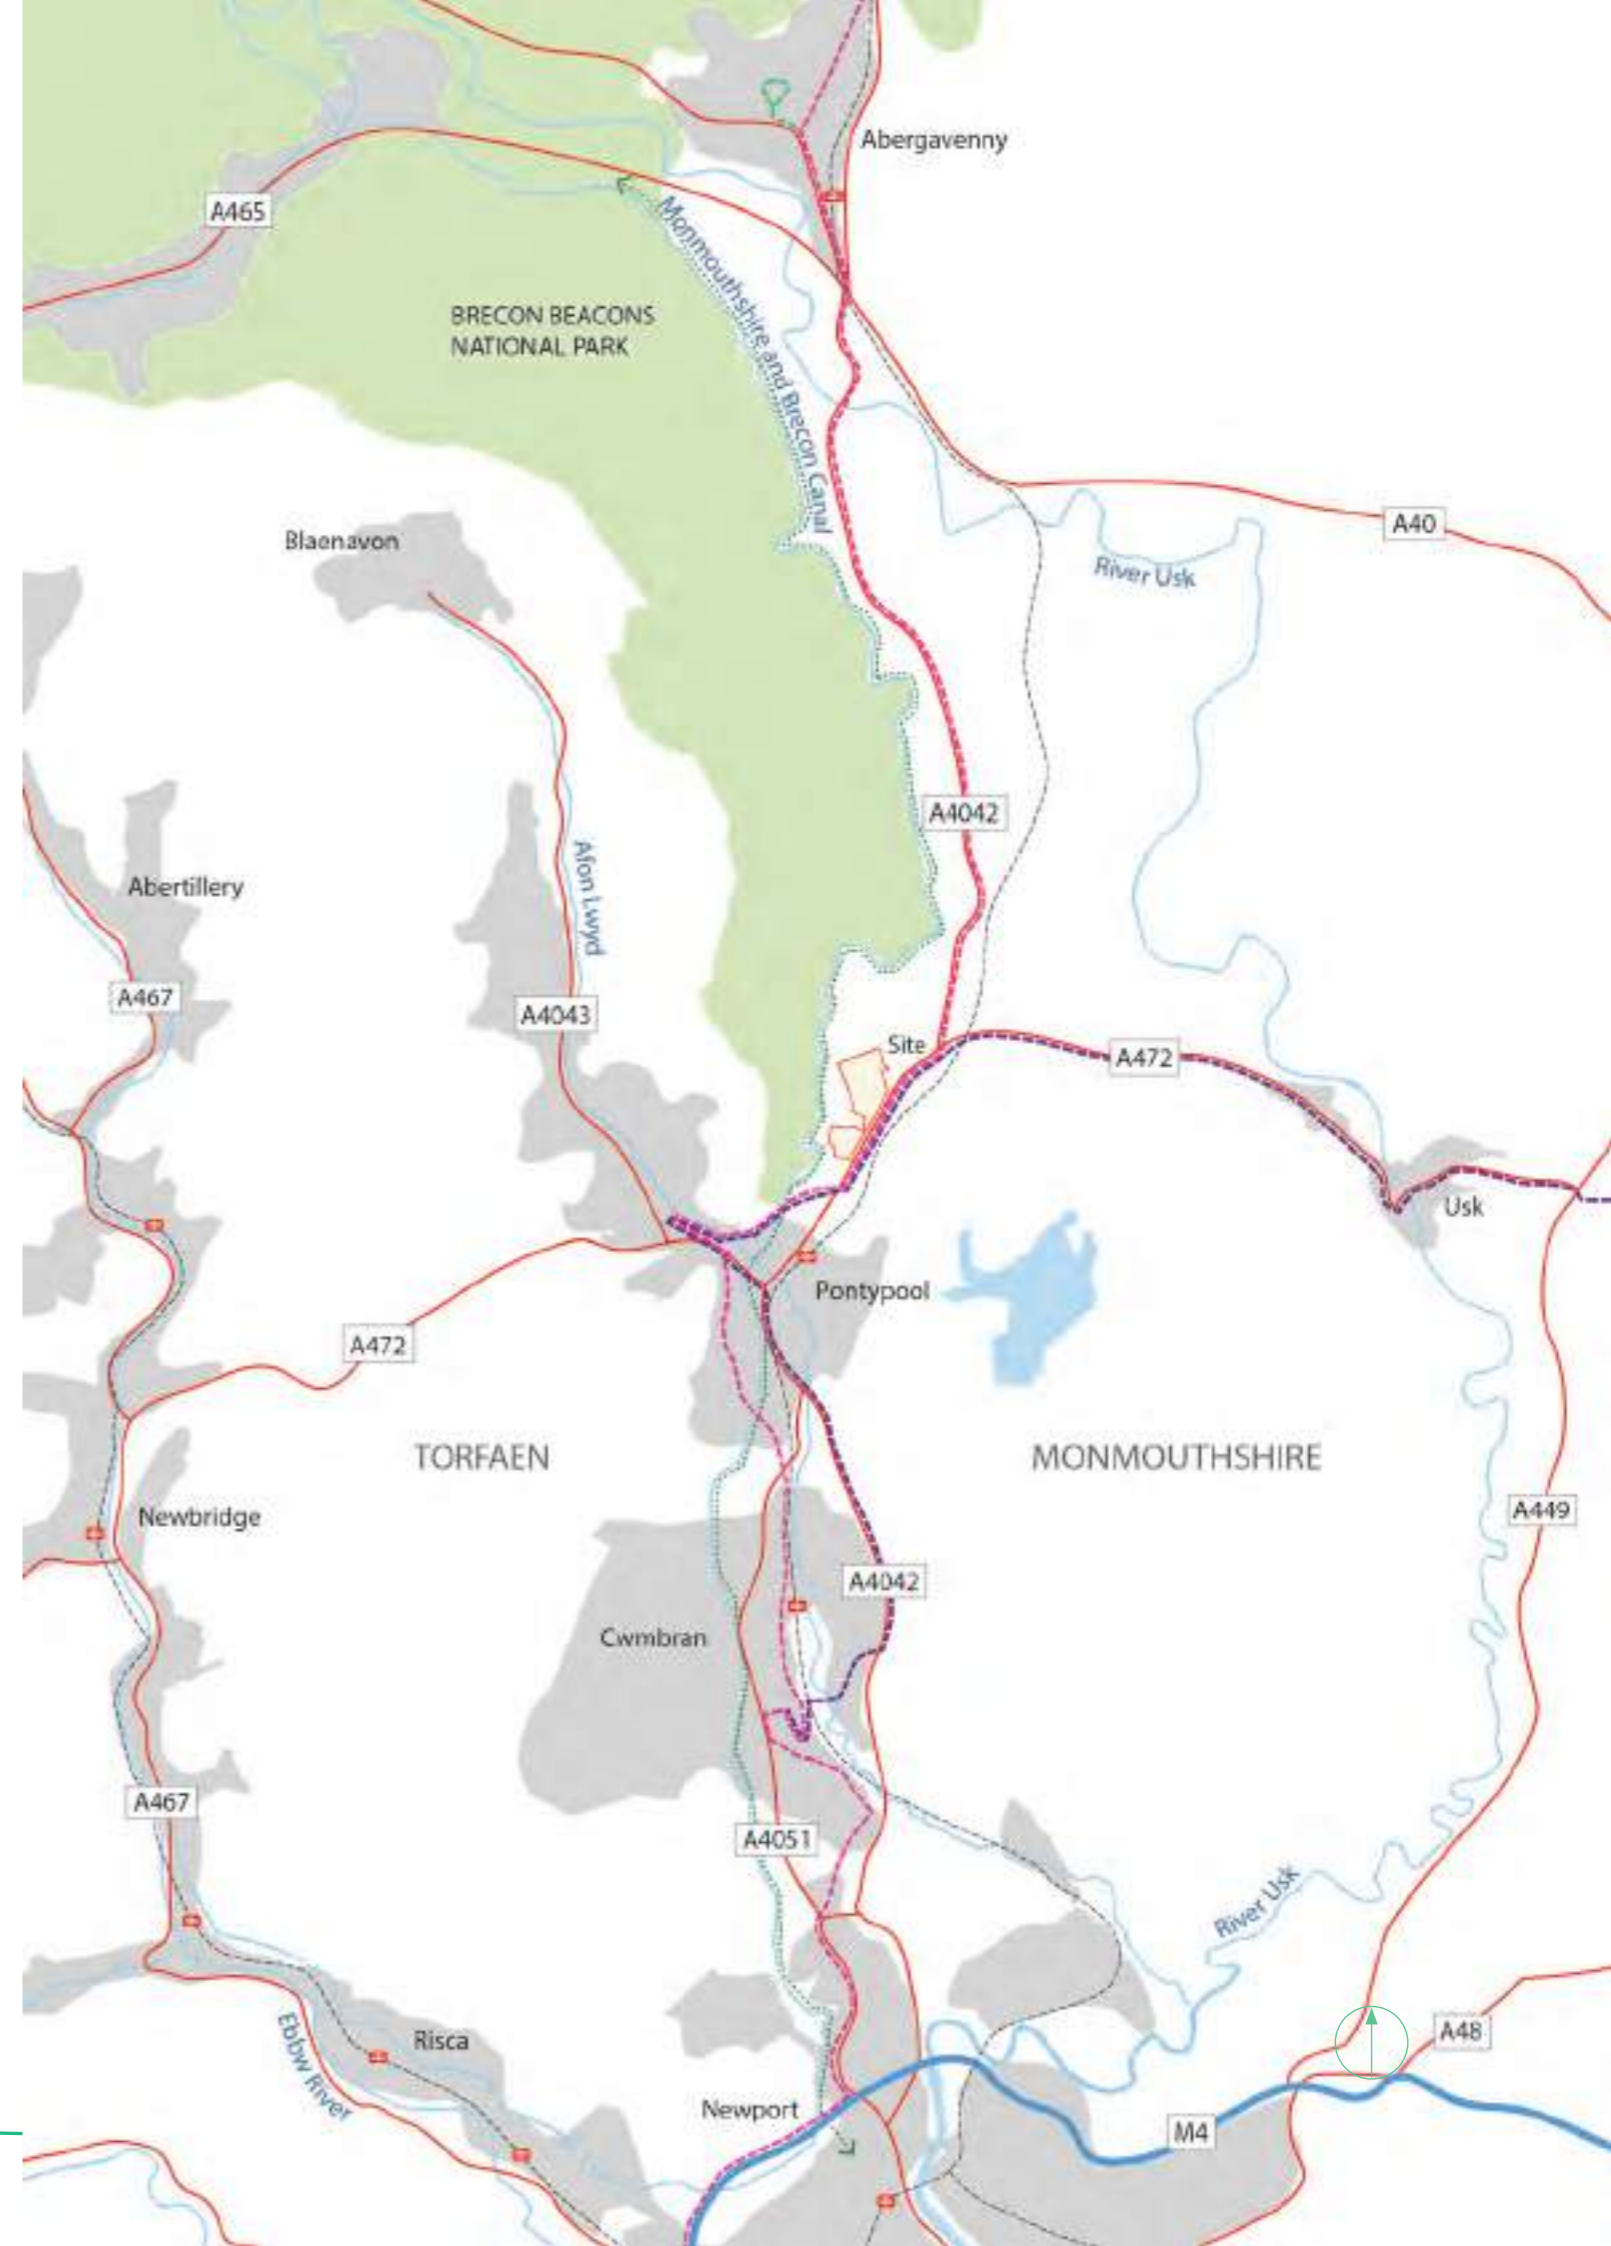 Abergavenny
A465
Monmouthshire and Brecon Canal
BRECON BEACONS
NATIONAL PARK
A40
Blaenavon
River Usk
A4042
Abertillery
Afon Lwyd
A467
A4043
Site
A472
Usk
Pontypool
A472
TORFAEN
MONMOUTHSHIRE
Newbridge
A449
A4042
Cwmbran
A467
A4051
River Usk
Ebbw River
Risca
A48
Newport
M4